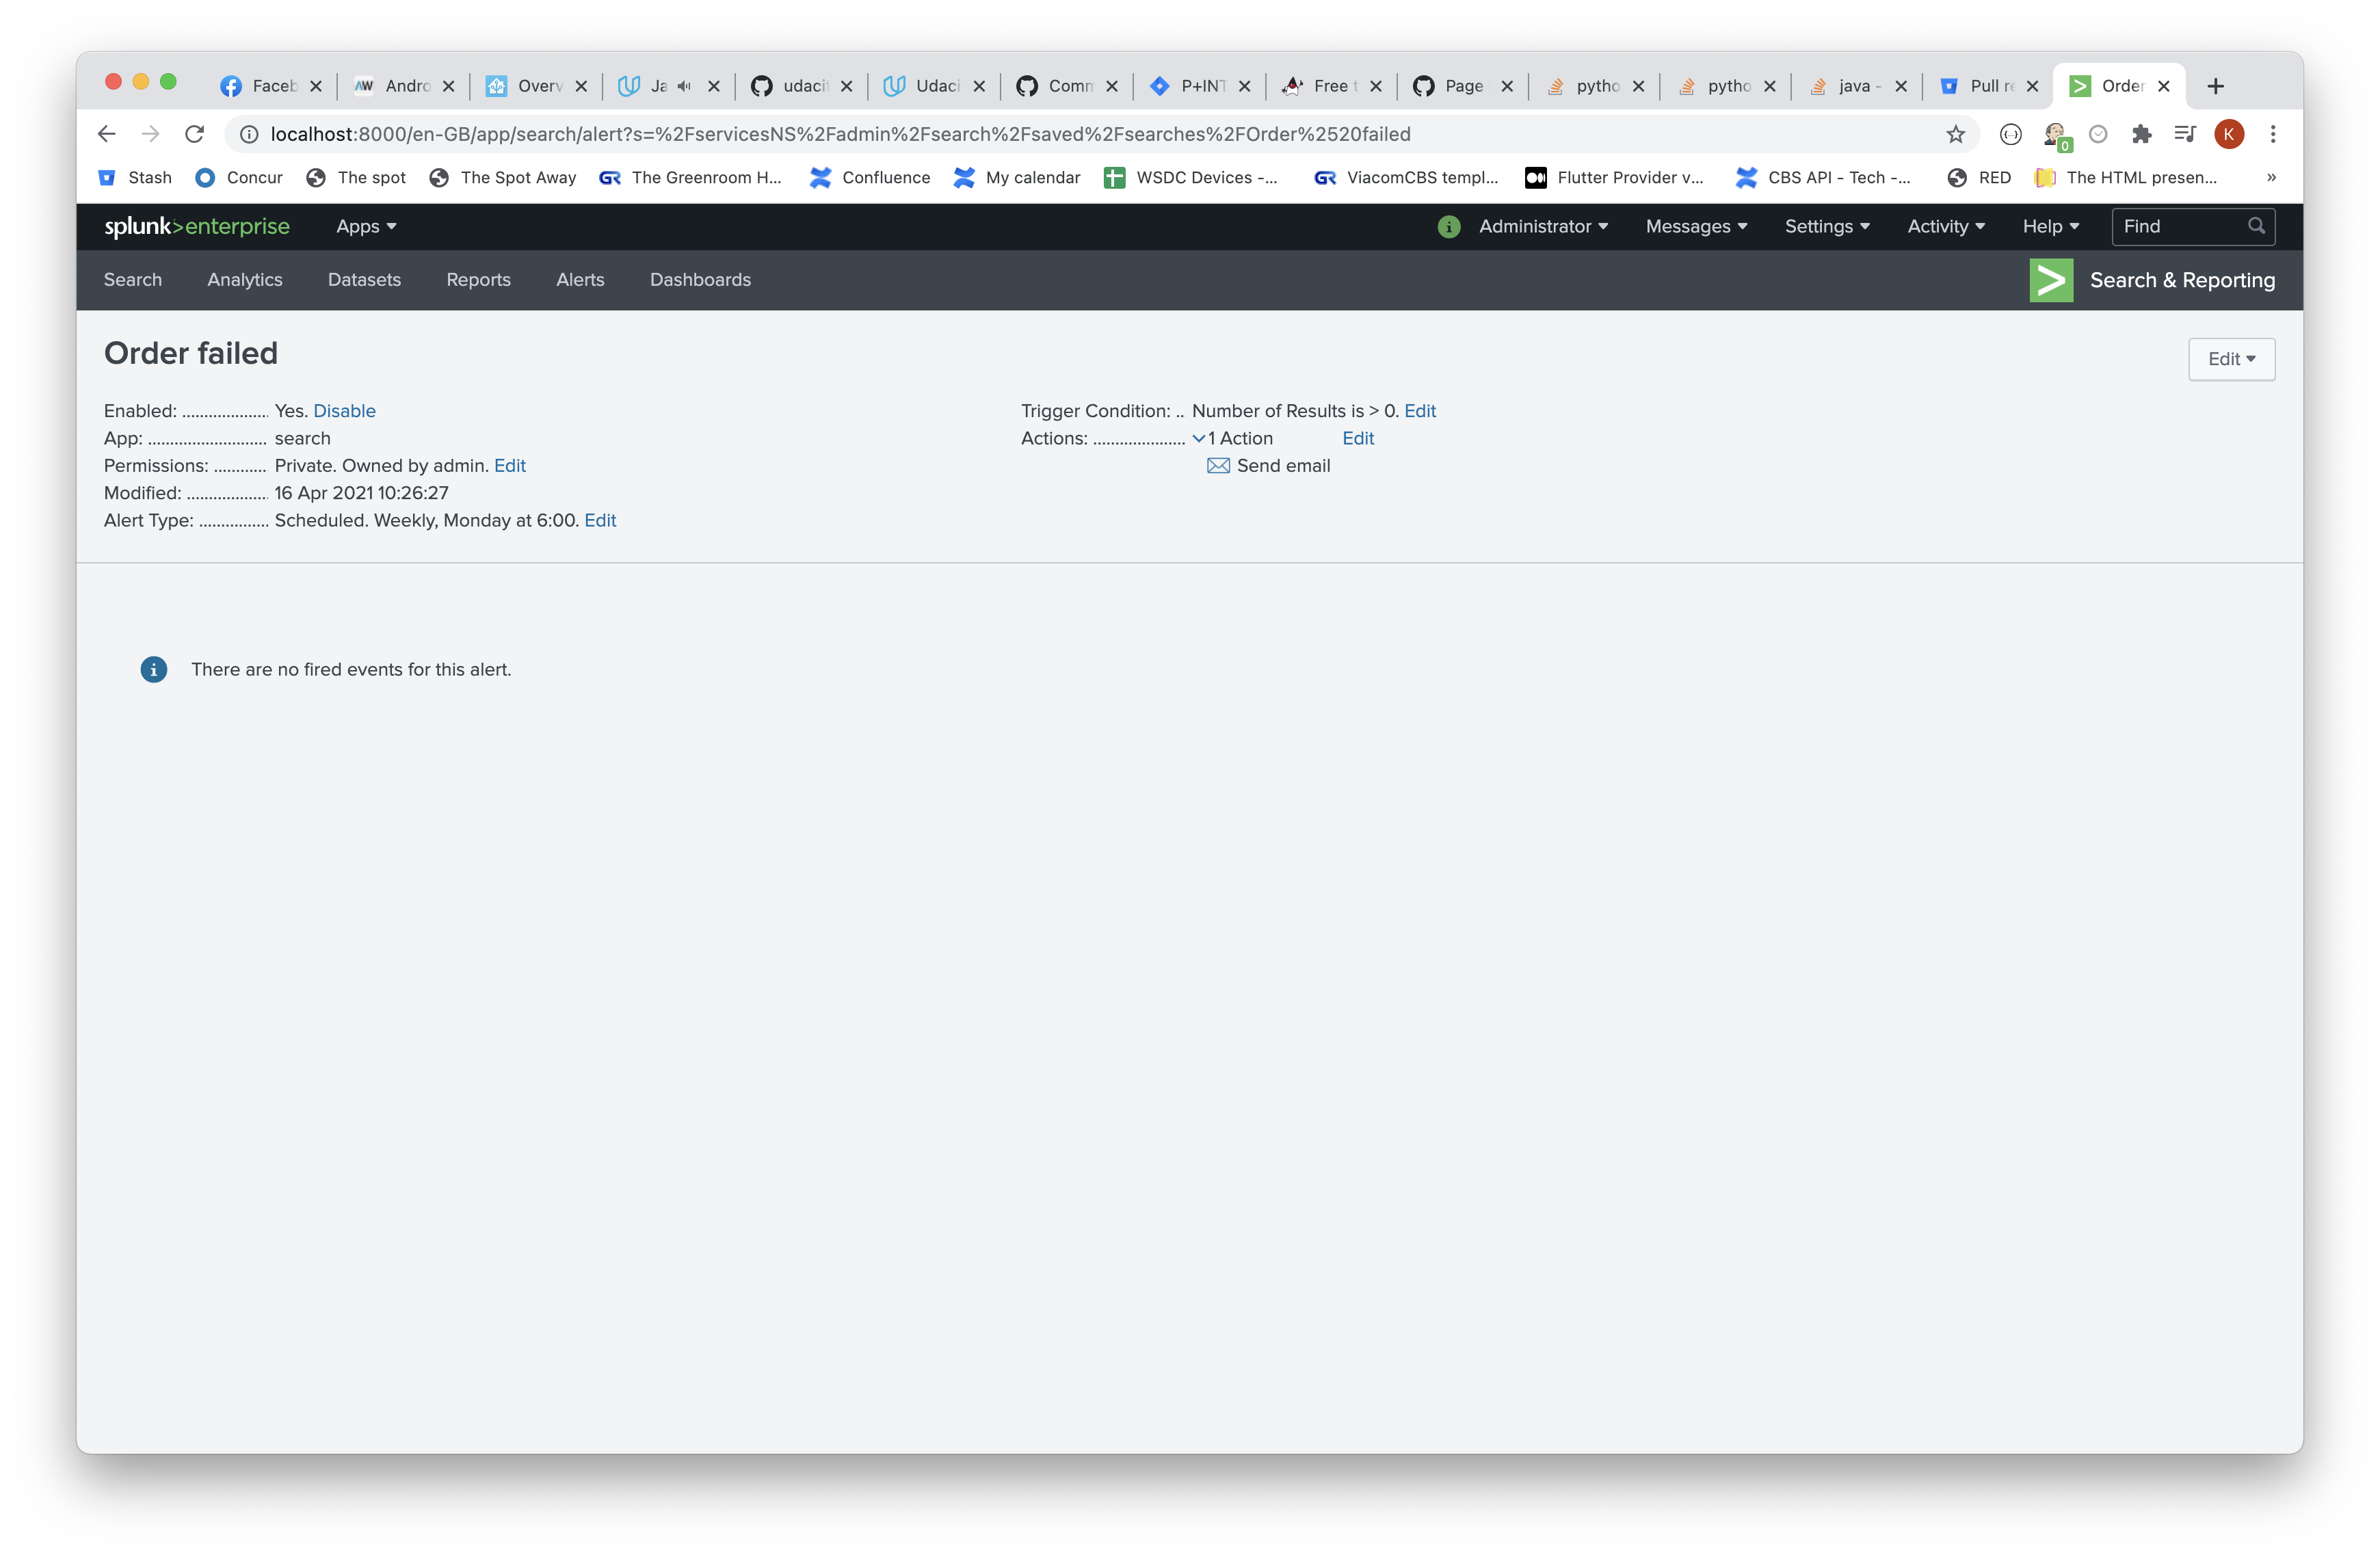 Faceb
Andro
Overv
Ja
udacit
Udaci
Comm
P+INT
Free t
Page
pytho
pytho
java -
Pull re
Order
localhost:8000/en-GB/app/search/alert?s=%2FservicesNS%2Fadmin%2Fsearch%2Fsaved%2Fsearches%2FOrder%2520failed
0
K
Stash
Concur
The spot
The Spot Away
GR The Greenroom H...
Confluence
My calendar
WSDC Devices -...
GR ViacomCBS templ...
Flutter Provider v...
CBS API - Tech -...
RED
The HTML presen...
»
splunk>enterprise Apps
i Administrator Messages Settings Activity Help Find
Search Analytics Datasets Reports Alerts Dashboards
> Search & Reporting
Order failed
Edit
Enabled: ................... Yes. Disable
App: ........................... search
Permissions: ............ Private. Owned by admin. Edit
Modified: .................. 16 Apr 2021 10:26:27
Alert Type: ................ Scheduled. Weekly, Monday at 6:00. Edit
Trigger Condition: .. Number of Results is > 0. Edit
Actions: ..................... 1 Action Edit
Send email
i There are no fired events for this alert.